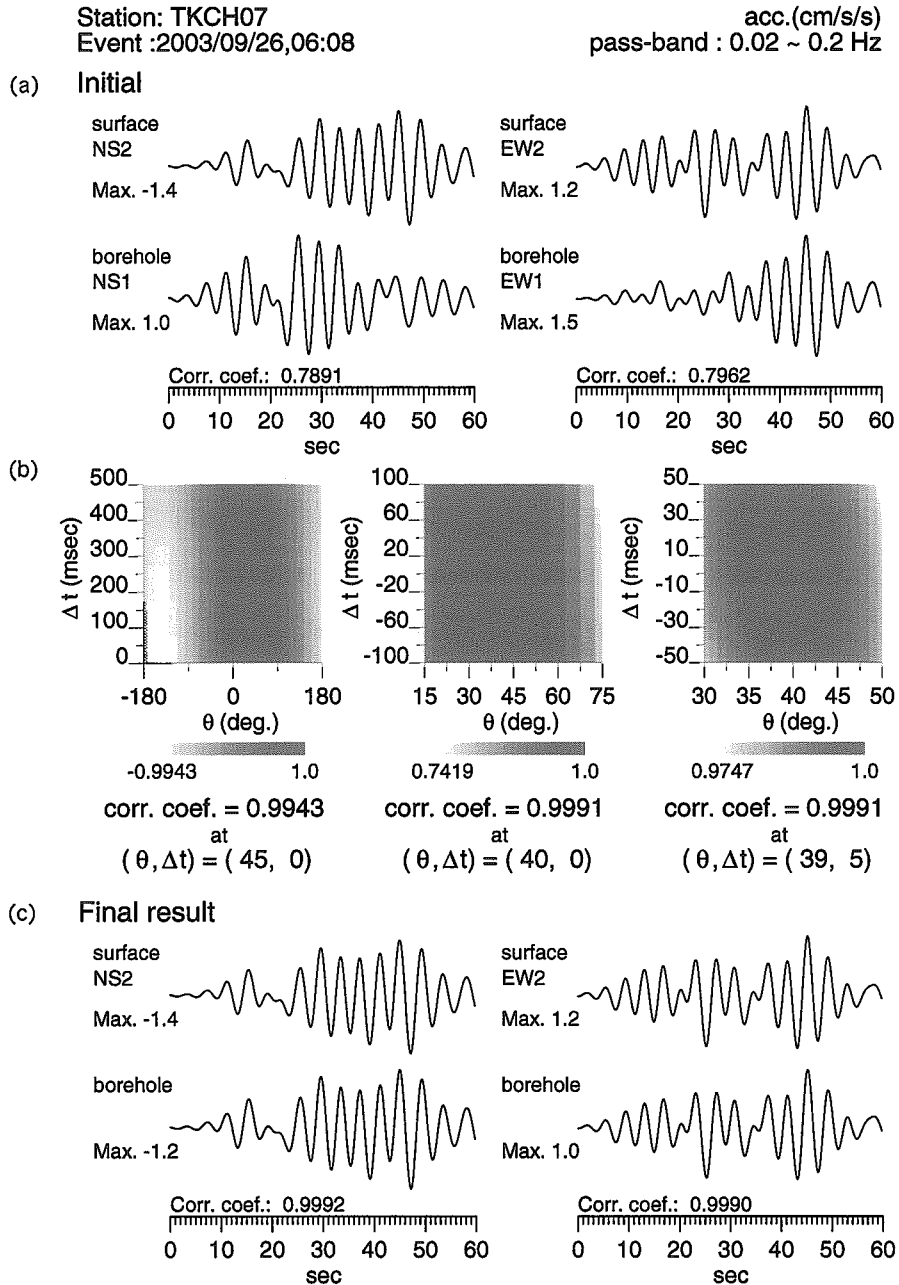 Station: TKCH07
Event :2003/09/26,06:08
acc.(cm/s/s)
pass-band : 0.02 ~ 0.2 Hz
(a) Initial
surface
NS2
Max. -1.4
surface
EW2
Max. 1.2
borehole
NS1
Max. 1.0
borehole
EW1
Max. 1.5
Corr. coef.: 0.7891
0 10 20 30 40 50 60
sec
Corr. coef.: 0.7962
0 10 20 30 40 50 60
sec
(b)
500
400
300
200
100
0
Δ t (msec)
-180 0 180
θ (deg.)
-0.9943 1.0
corr. coef. = 0.9943
at
( θ, Δt) = ( 45, 0)
100
60
20
-20
-60
-100
Δ t (msec)
15 30 45 60 75
θ (deg.)
0.7419 1.0
corr. coef. = 0.9991
at
( θ, Δt) = ( 40, 0)
50
30
10
-10
-30
-50
Δ t (msec)
30 35 40 45 50
θ (deg.)
0.9747 1.0
corr. coef. = 0.9991
at
( θ, Δt) = ( 39, 5)
(c) Final result
surface
NS2
Max. -1.4
surface
EW2
Max. 1.2
borehole
Max. -1.2
borehole
Max. 1.0
Corr. coef.: 0.9992
0 10 20 30 40 50 60
sec
Corr. coef.: 0.9990
0 10 20 30 40 50 60
sec